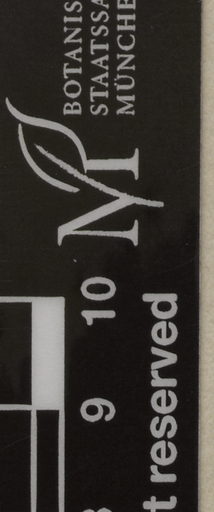 BOTANIS
STAATSSA
MÜNCHE
M
8 9 10
t reserved